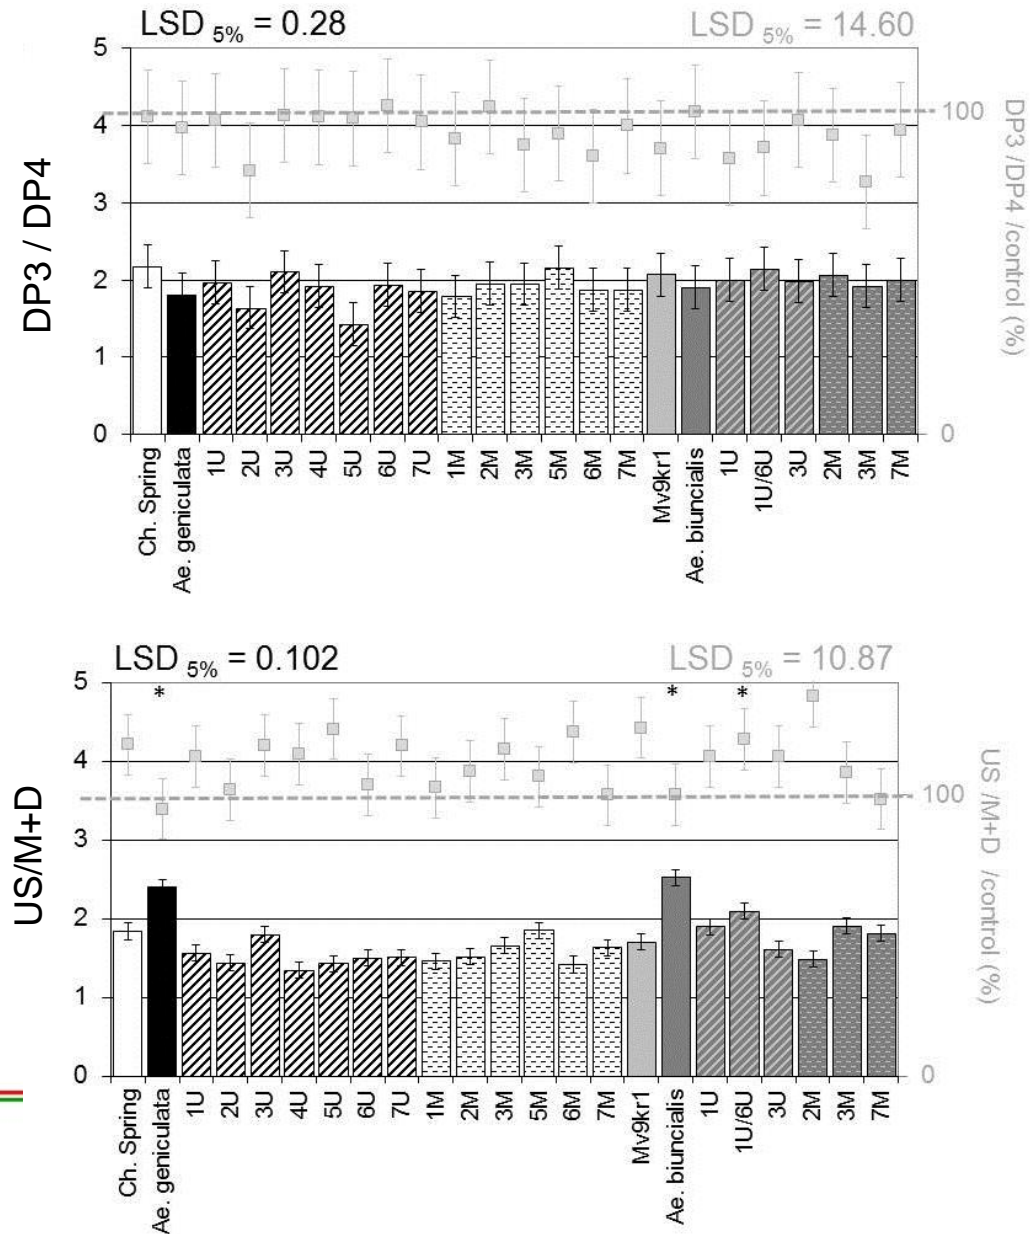 LSD 5% = 0.28
LSD 5% = 14.60
DP3 / DP4
5
4
3
2
1
0
100
0
DP3 /DP4 /control (%)
Ch. Spring
Ae. geniculata
1U
2U
3U
4U
5U
6U
7U
1M
2M
3M
5M
6M
7M
Mv9kr1
Ae. biuncialis
1U
1U/6U
3U
2M
3M
7M
LSD 5% = 0.102
LSD 5% = 10.87
US/M+D
5
4
3
2
1
0
* * *
100
0
US /M+D /control (%)
Ch. Spring
Ae. geniculata
1U
2U
3U
4U
5U
6U
7U
1M
2M
3M
5M
6M
7M
Mv9kr1
Ae. biuncialis
1U
1U/6U
3U
2M
3M
7M